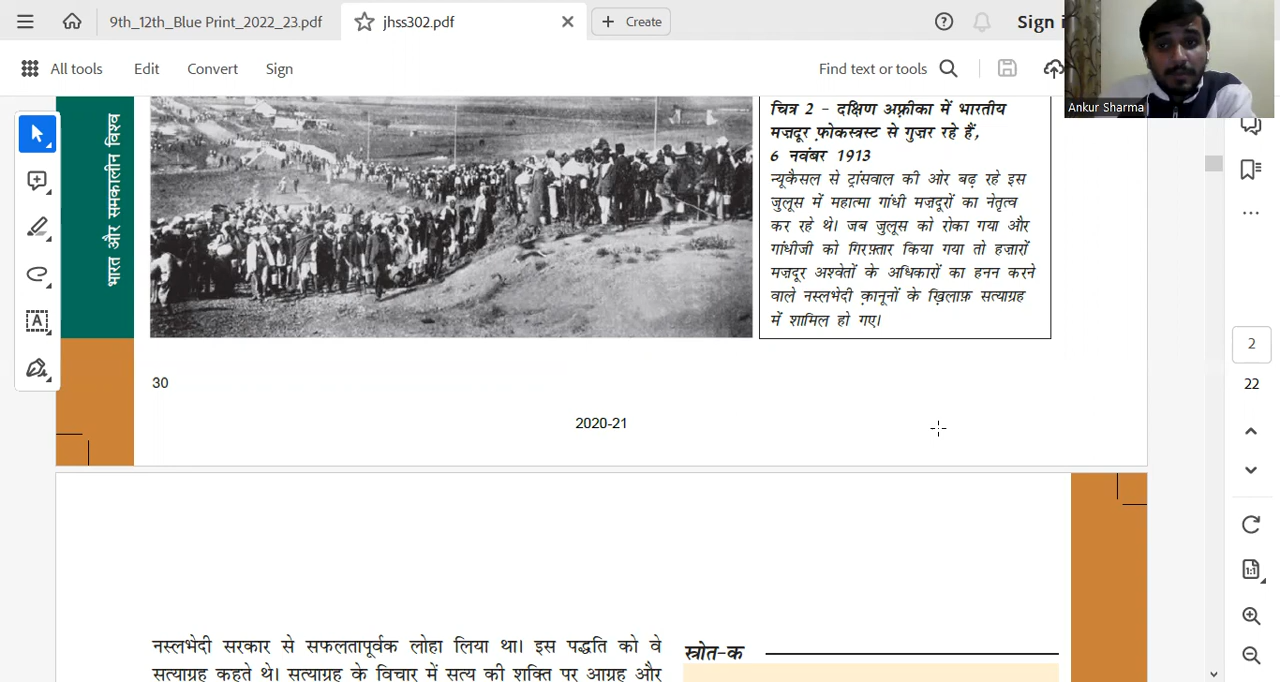 9th_12th_Blue Print_2022_23.pdf
jhss302.pdf
Create
Sign i
All tools
Edit
Convert
Sign
Find text or tools
Ankur Sharma
भारत और समकालीन विश्व
चित्र 2 – दक्षिण अफ़्रीका में भारतीय
मज़दूर फ़ोकस्त्रस्ट से गुज़र रहे हैं,
6 नवंबर 1913
न्यूकैसल से ट्रांसवाल की ओर बढ़ रहे इस
जुलूस में महात्मा गांधी मज़दूरों का नेतृत्व
कर रहे थे। जब जुलूस को रोका गया और
गांधीजी को गिरफ़्तार किया गया तो हजारों
मज़दूर अश्वेतों के अधिकारों का हनन करने
वाले नस्लभेदी क़ानूनों के ख़िलाफ़ सत्याग्रह
में शामिल हो गए।
30
2020-21
2
22
1:1
नस्लभेदी सरकार से सफलतापूर्वक लोहा लिया था। इस पद्धति को वे
सत्याग्रह कहते थे। सत्याग्रह के विचार में सत्य की शक्ति पर आग्रह और
स्त्रोत-क